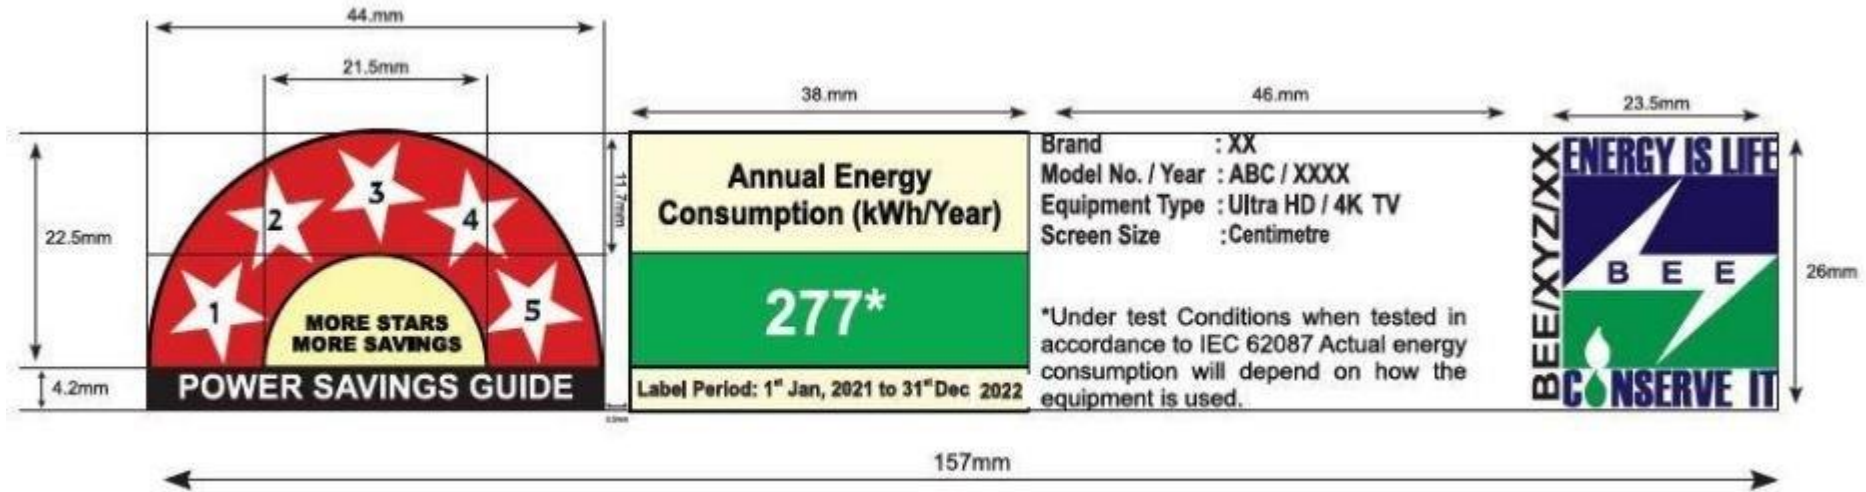 44.mm
21.5mm
38.mm
46.mm
23.5mm
22.5mm
4.2mm
11.7mm
1
2
3
4
5
MORE STARS
MORE SAVINGS
POWER SAVINGS GUIDE
Annual Energy
Consumption (kWh/Year)
277*
Label Period: 1st Jan, 2021 to 31st Dec 2022
Brand : XX
Model No. / Year : ABC / XXXX
Equipment Type : Ultra HD / 4K TV
Screen Size :Centimetre
*Under test Conditions when tested in
accordance to IEC 62087 Actual energy
consumption will depend on how the
equipment is used.
BEE/XYZ/XX
ENERGY IS LIFE
B E E
CONSERVE IT
26mm
157mm